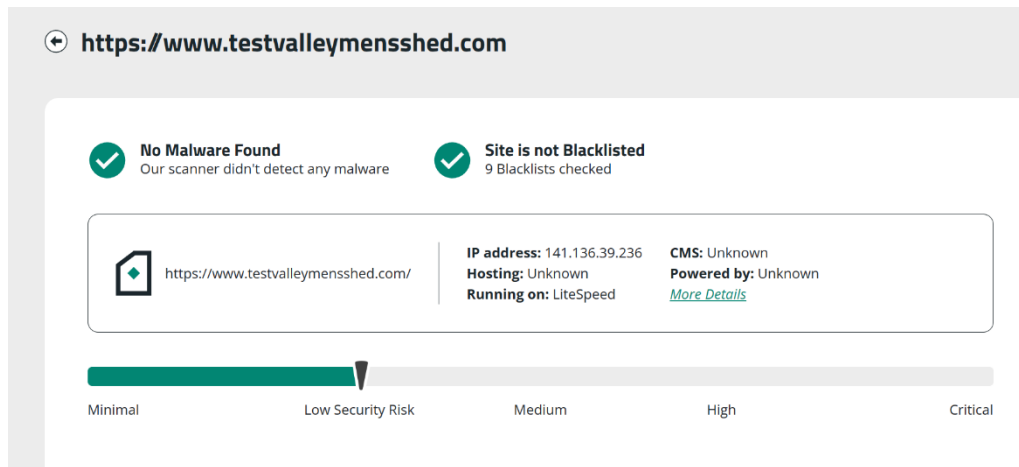 https://www.testvalleymensshed.com
No Malware Found
Our scanner didn't detect any malware
Site is not Blacklisted
9 Blacklists checked
https://www.testvalleymensshed.com/
IP address: 141.136.39.236
Hosting: Unknown
Running on: LiteSpeed
CMS: Unknown
Powered by: Unknown
More Details
Minimal
Low Security Risk
Medium
High
Critical